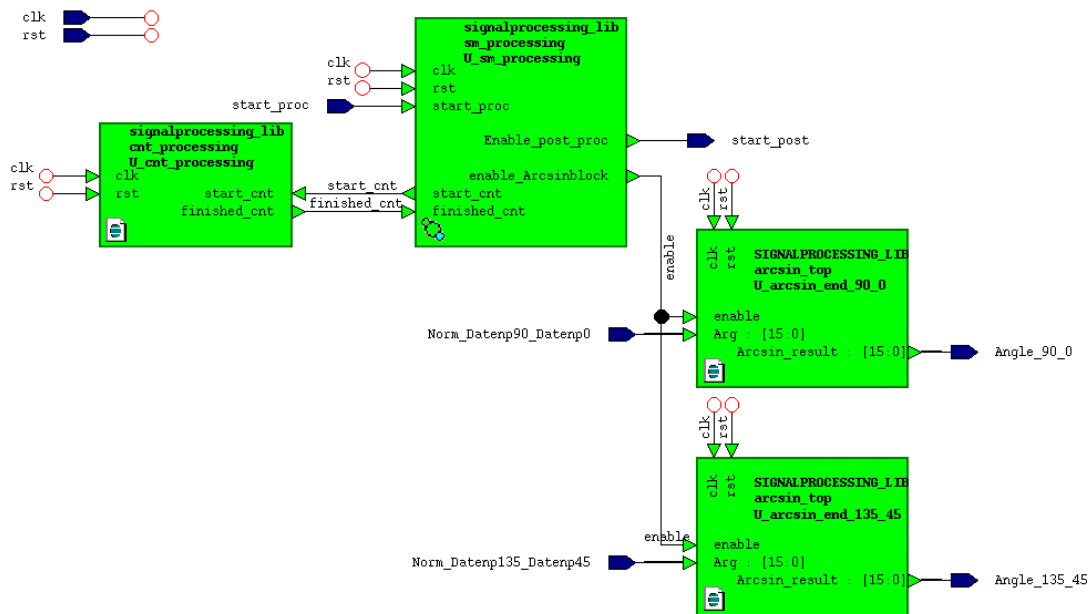 clk
rst
signalprocessing_lib
sm_processing
U_sm_processing
clk
rst
start_proc
clk
rst
start_proc
Enable_post_proc
start_post
enable_Arcsinblock
start_cnt
finished_cnt
signalprocessing_lib
cnt_processing
U_cnt_processing
clk
rst
clk
rst
start_cnt
finished_cnt
start_cnt
finished_cnt
enable
clk
rst
clk
rst
SIGNALPROCESSING_LIB
arcsin_top
U_arcsin_end_90_0
enable
Norm_Datenp90_Datenp0
Arg : [15:0]
Arcsin_result : [15:0]
Angle_90_0
clk
rst
clk
rst
SIGNALPROCESSING_LIB
arcsin_top
U_arcsin_end_135_45
enable
enable
Norm_Datenp135_Datenp45
Arg : [15:0]
Arcsin_result : [15:0]
Angle_135_45